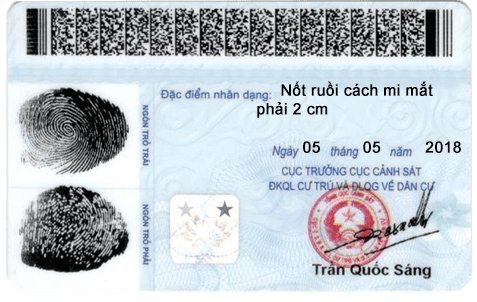 Đặc điểm nhân dạng: Nốt ruồi cách mi mắt
phải 2 cm
NGÓN TRỎ TRÁI
Ngày 05 tháng 05 năm 2018
CỤC TRƯỞNG CỤC CẢNH SÁT
ĐKQL CƯ TRÚ VÀ DLQG VỀ DÂN CƯ
NGÓN TRỎ PHẢI
Trần Quốc Sáng